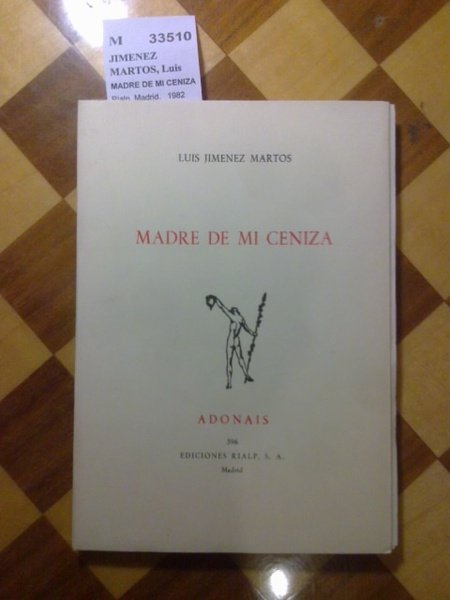 M 33510
JIMENEZ
MARTOS, Luis
MADRE DE MI CENIZA
Rialp, Madrid, 1982
LUIS JIMENEZ MARTOS
MADRE DE MI CENIZA
ADONAIS
396
EDICIONES RIALP, S. A.
Madrid